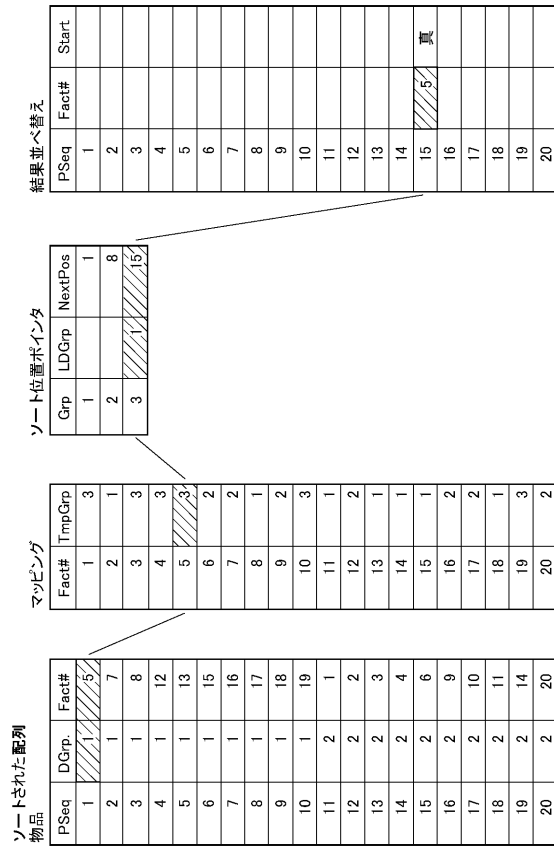 ソートされた配列
物品
PSeq DGrp. Fact#
1 1 5
2 1 7
3 1 8
4 1 12
5 1 13
6 1 15
7 1 16
8 1 17
9 1 18
10 1 19
11 2 1
12 2 2
13 2 3
14 2 4
15 2 6
16 2 9
17 2 10
18 2 11
19 2 14
20 2 20
マッピング
Fact# TmpGrp
1 3
2 1
3 3
4 3
5 3
6 2
7 2
8 1
9 2
10 3
11 1
12 2
13 1
14 1
15 1
16 2
17 2
18 1
19 3
20 2
ソート位置ポインタ
Grp LDGrp NextPos
1 1
2 8
3 1 15
結果並べ替え
PSeq Fact# Start
1
2
3
4
5
6
7
8
9
10
11
12
13
14
15 5 真
16
17
18
19
20